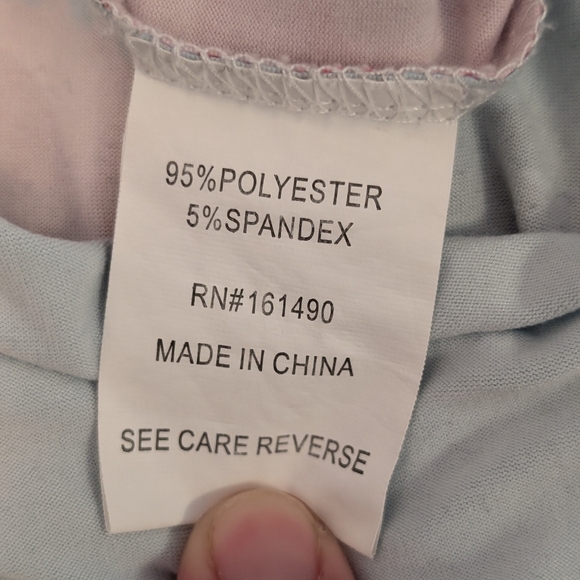 95%POLYESTER
5%SPANDEX
RN#161490
MADE IN CHINA
SEE CARE REVERSE